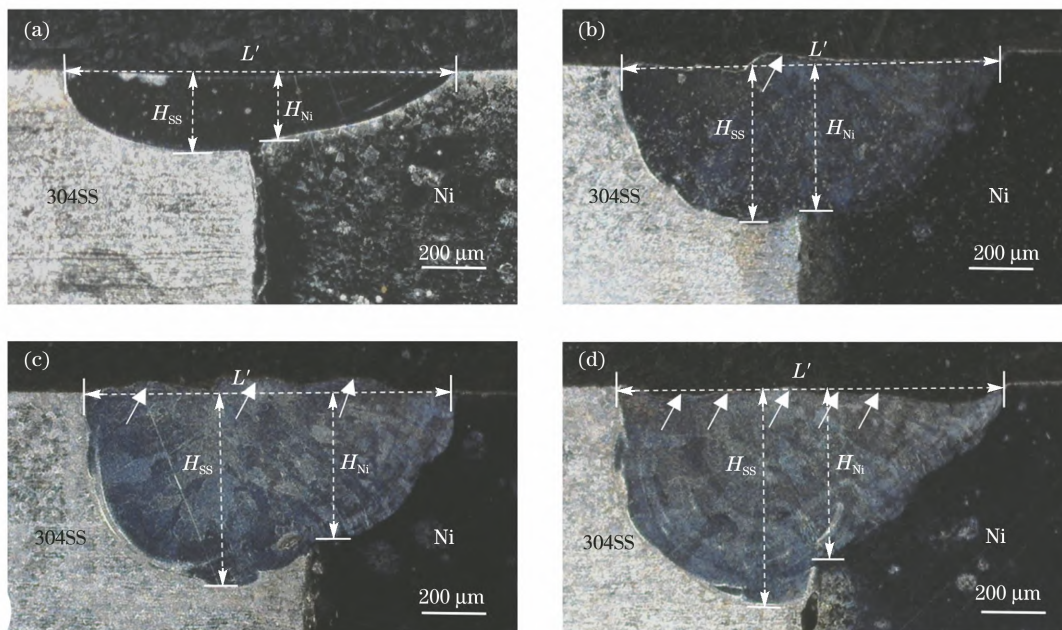 (a)
L′
H_SS
H_Ni
304SS
Ni
200 μm
(b)
L′
H_SS
H_Ni
304SS
Ni
200 μm
(c)
L′
H_SS
H_Ni
304SS
Ni
200 μm
(d)
L′
H_SS
H_Ni
304SS
Ni
200 μm